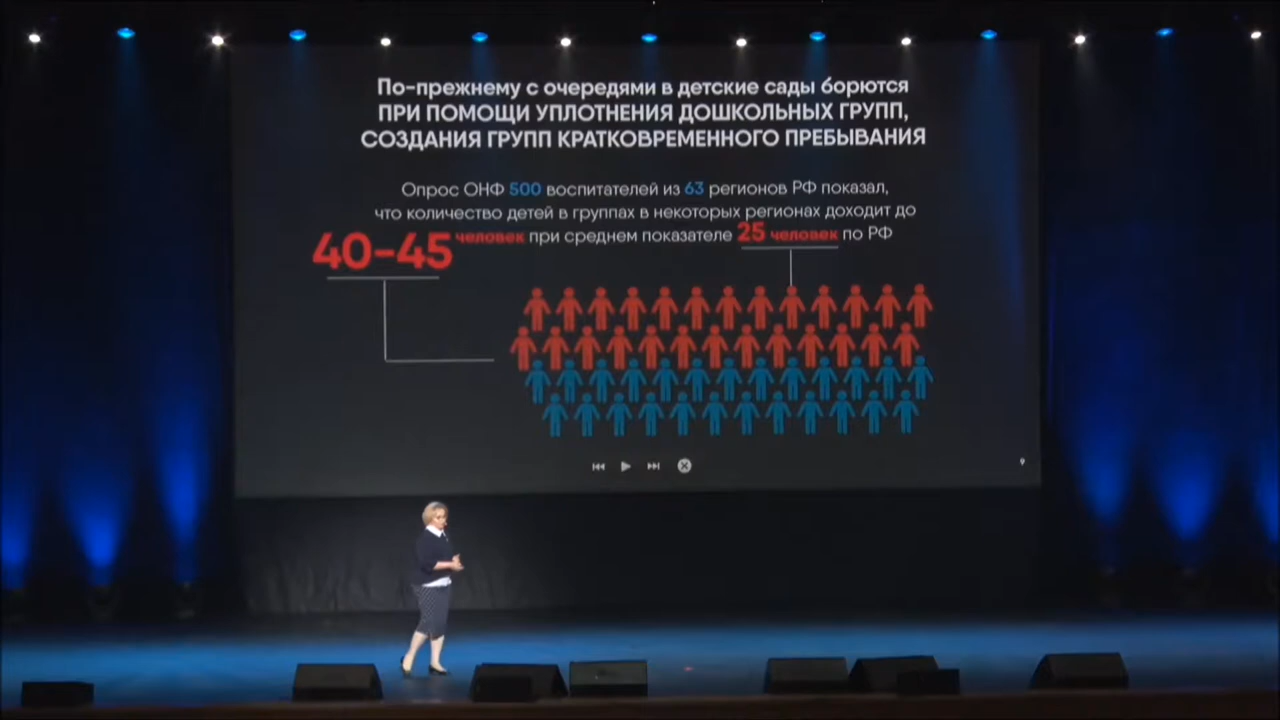 По-прежнему с очередями в детские сады борются
ПРИ ПОМОЩИ УПЛОТНЕНИЯ ДОШКОЛЬНЫХ ГРУПП,
СОЗДАНИЯ ГРУПП КРАТКОВРЕМЕННОГО ПРЕБЫВАНИЯ
Опрос ОНФ 500 воспитателей из 63 регионов РФ показал,
что количество детей в группах в некоторых регионах доходит до
40-45 человек при среднем показателе 25 человек по РФ
9